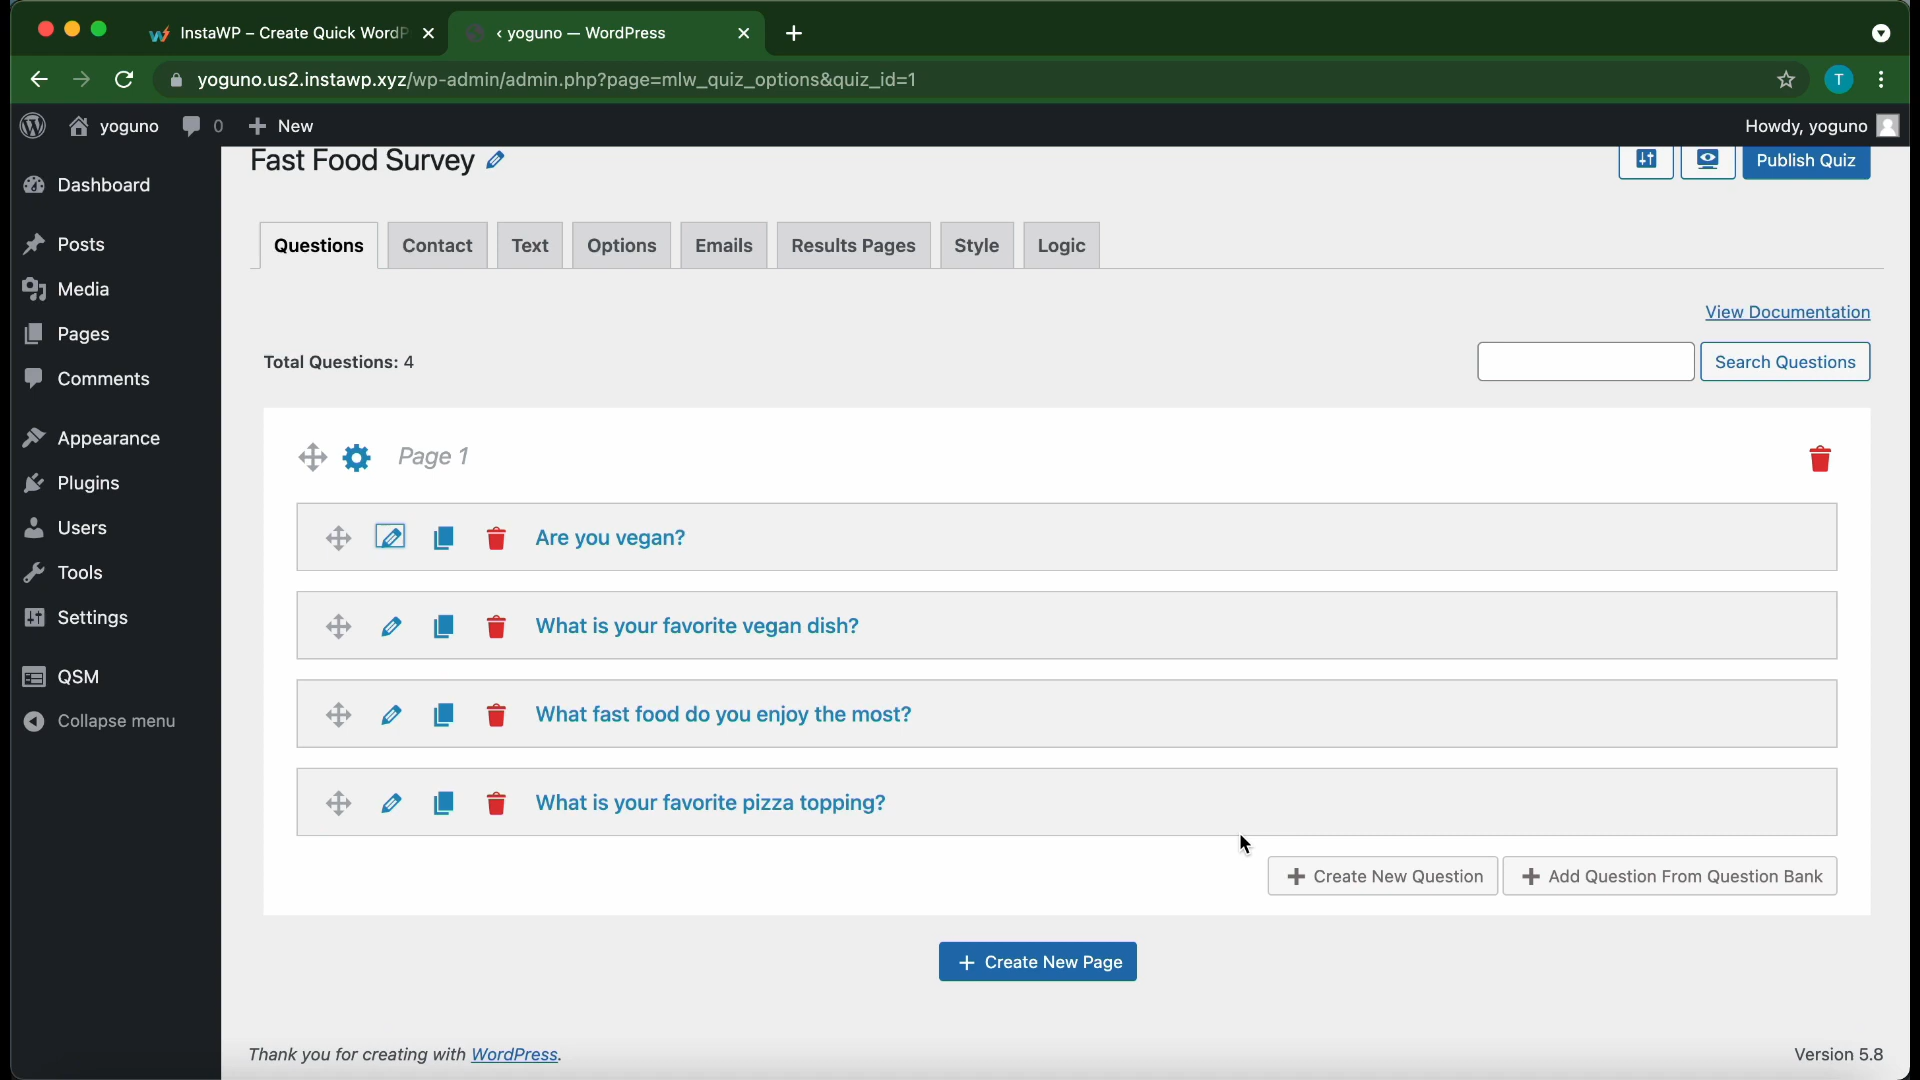 InstaWP – Create Quick WordP
‹ yoguno — WordPress
yoguno.us2.instawp.xyz/wp-admin/admin.php?page=mlw_quiz_options&quiz_id=1
T
yoguno
0
New
Howdy, yoguno
Dashboard
Posts
Media
Pages
Comments
Appearance
Plugins
Users
Tools
Settings
QSM
Collapse menu
Fast Food Survey
Publish Quiz
Questions
Contact
Text
Options
Emails
Results Pages
Style
Logic
View Documentation
Total Questions: 4
Search Questions
Page 1
Are you vegan?
What is your favorite vegan dish?
What fast food do you enjoy the most?
What is your favorite pizza topping?
Create New Question
Add Question From Question Bank
Create New Page
Thank you for creating with WordPress.
Version 5.8